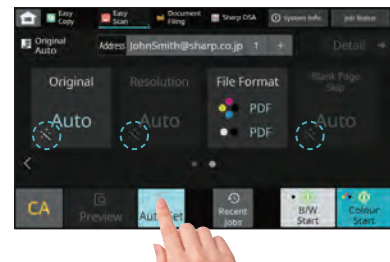 Easy
Copy
Easy
Scan
Document
Filing
Sharp DSA
System Info.
Job Status
Original
Auto
Address JohnSmith@sharp.co.jp 1 +
Detail
Original
Auto
Resolution
Auto
File Format
PDF
PDF
Blank Page
Skip
Auto
CA
Preview
Auto Set
Recent
Jobs
B/W
Start
Colour
Start